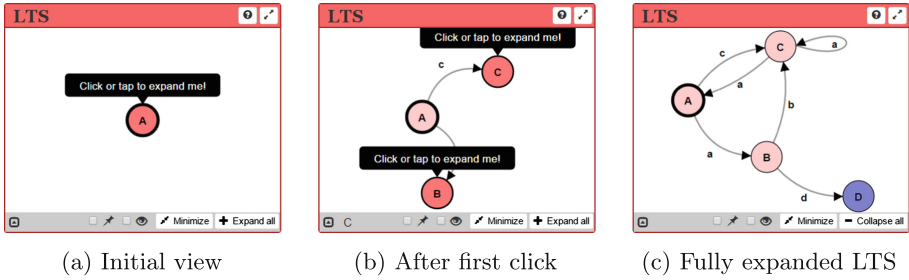 LTS
Click or tap to expand me!
A
Minimize
Expand all
(a) Initial view
LTS
Click or tap to expand me!
c
C
A
Click or tap to expand me!
B
C
Minimize
Expand all
(b) After first click
LTS
c
C
a
a
A
b
a
B
d
D
Minimize
Collapse all
(c) Fully expanded LTS